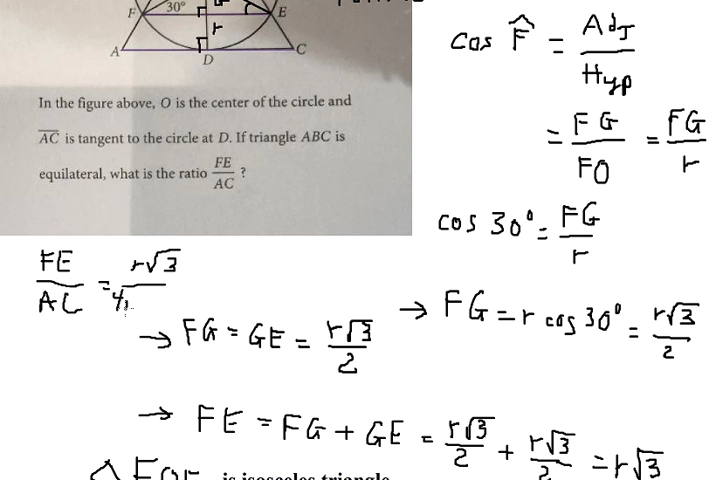 F
30°
r
E
A
D
C
In the figure above, O is the center of the circle and
AC is tangent to the circle at D. If triangle ABC is
equilateral, what is the ratio FE/AC ?
cos F̂ = Adj/Hyp
= FG/FO = FG/r
cos 30° = FG/r
→ FG = r cos 30° = r√3/2
FE/AC = r√3/
→ FG = GE = r√3/2
→ FE = FG + GE = r√3/2 + r√3/2 = r√3
is isosceles triangle